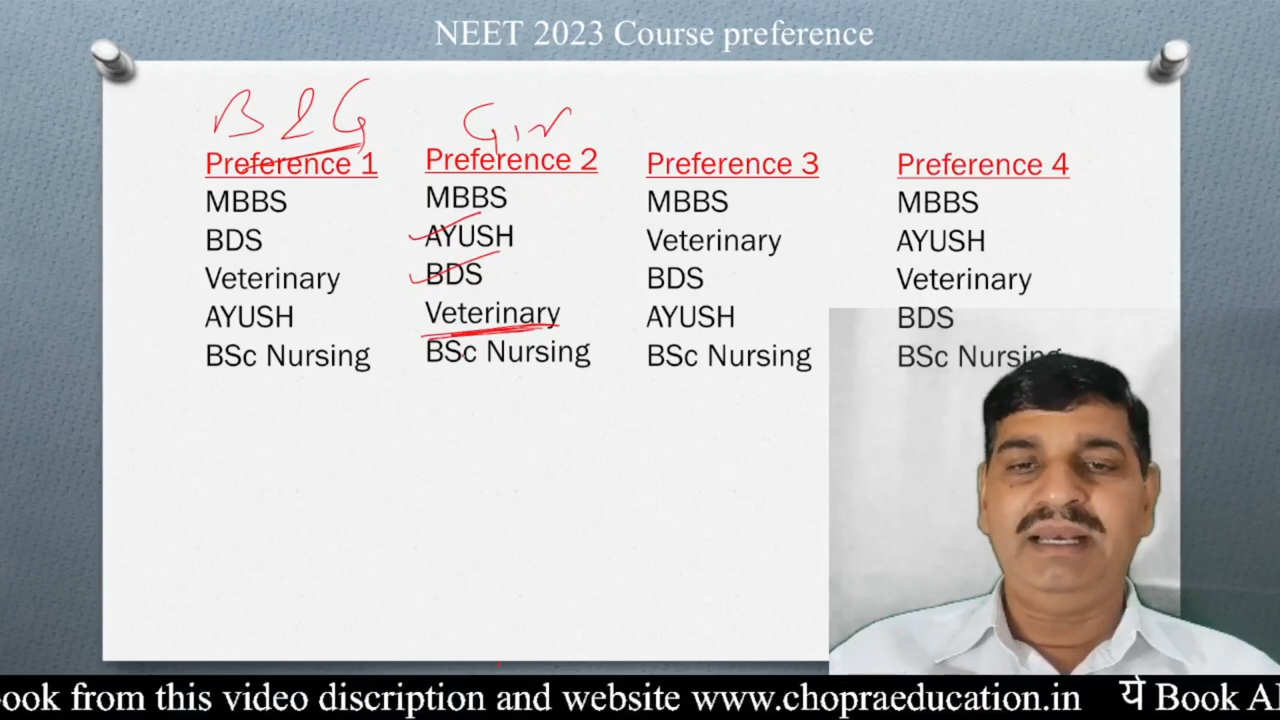 NEET 2023 Course preference
B & G
Preference 1
MBBS
BDS
Veterinary
AYUSH
BSc Nursing
Preference 2
MBBS
AYUSH
BDS
Veterinary
BSc Nursing
Preference 3
MBBS
Veterinary
BDS
AYUSH
BSc Nursing
Preference 4
MBBS
AYUSH
Veterinary
BDS
BSc Nursing
ook from this video discription and website www.chopraeducation.in ये Book